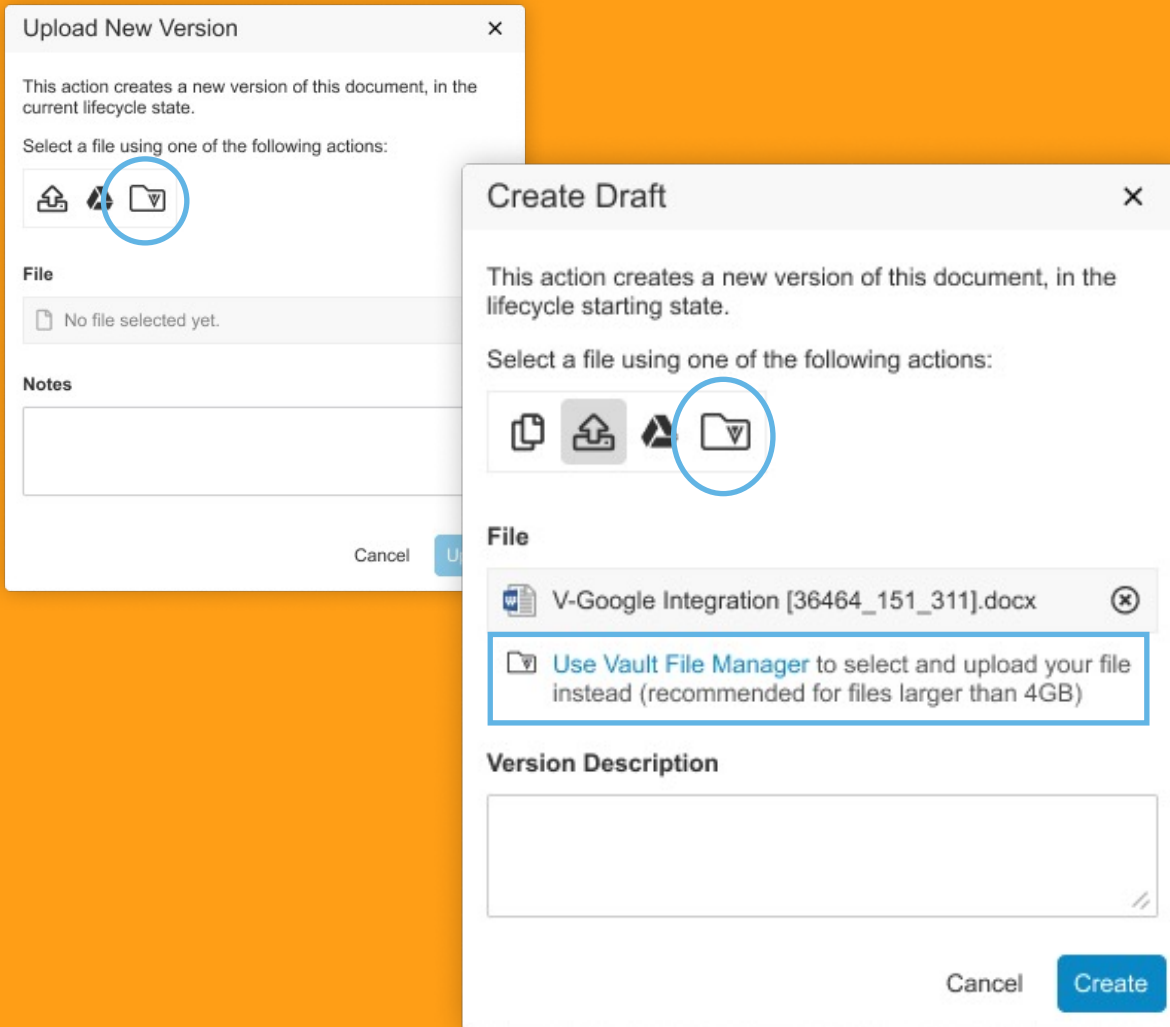 Upload New Version
This action creates a new version of this document, in the
current lifecycle state.
Select a file using one of the following actions:
File
No file selected yet.
Notes
Cancel
Create Draft
This action creates a new version of this document, in the
lifecycle starting state.
Select a file using one of the following actions:
File
V-Google Integration [36464_151_311].docx
Use Vault File Manager to select and upload your file
instead (recommended for files larger than 4GB)
Version Description
Cancel
Create